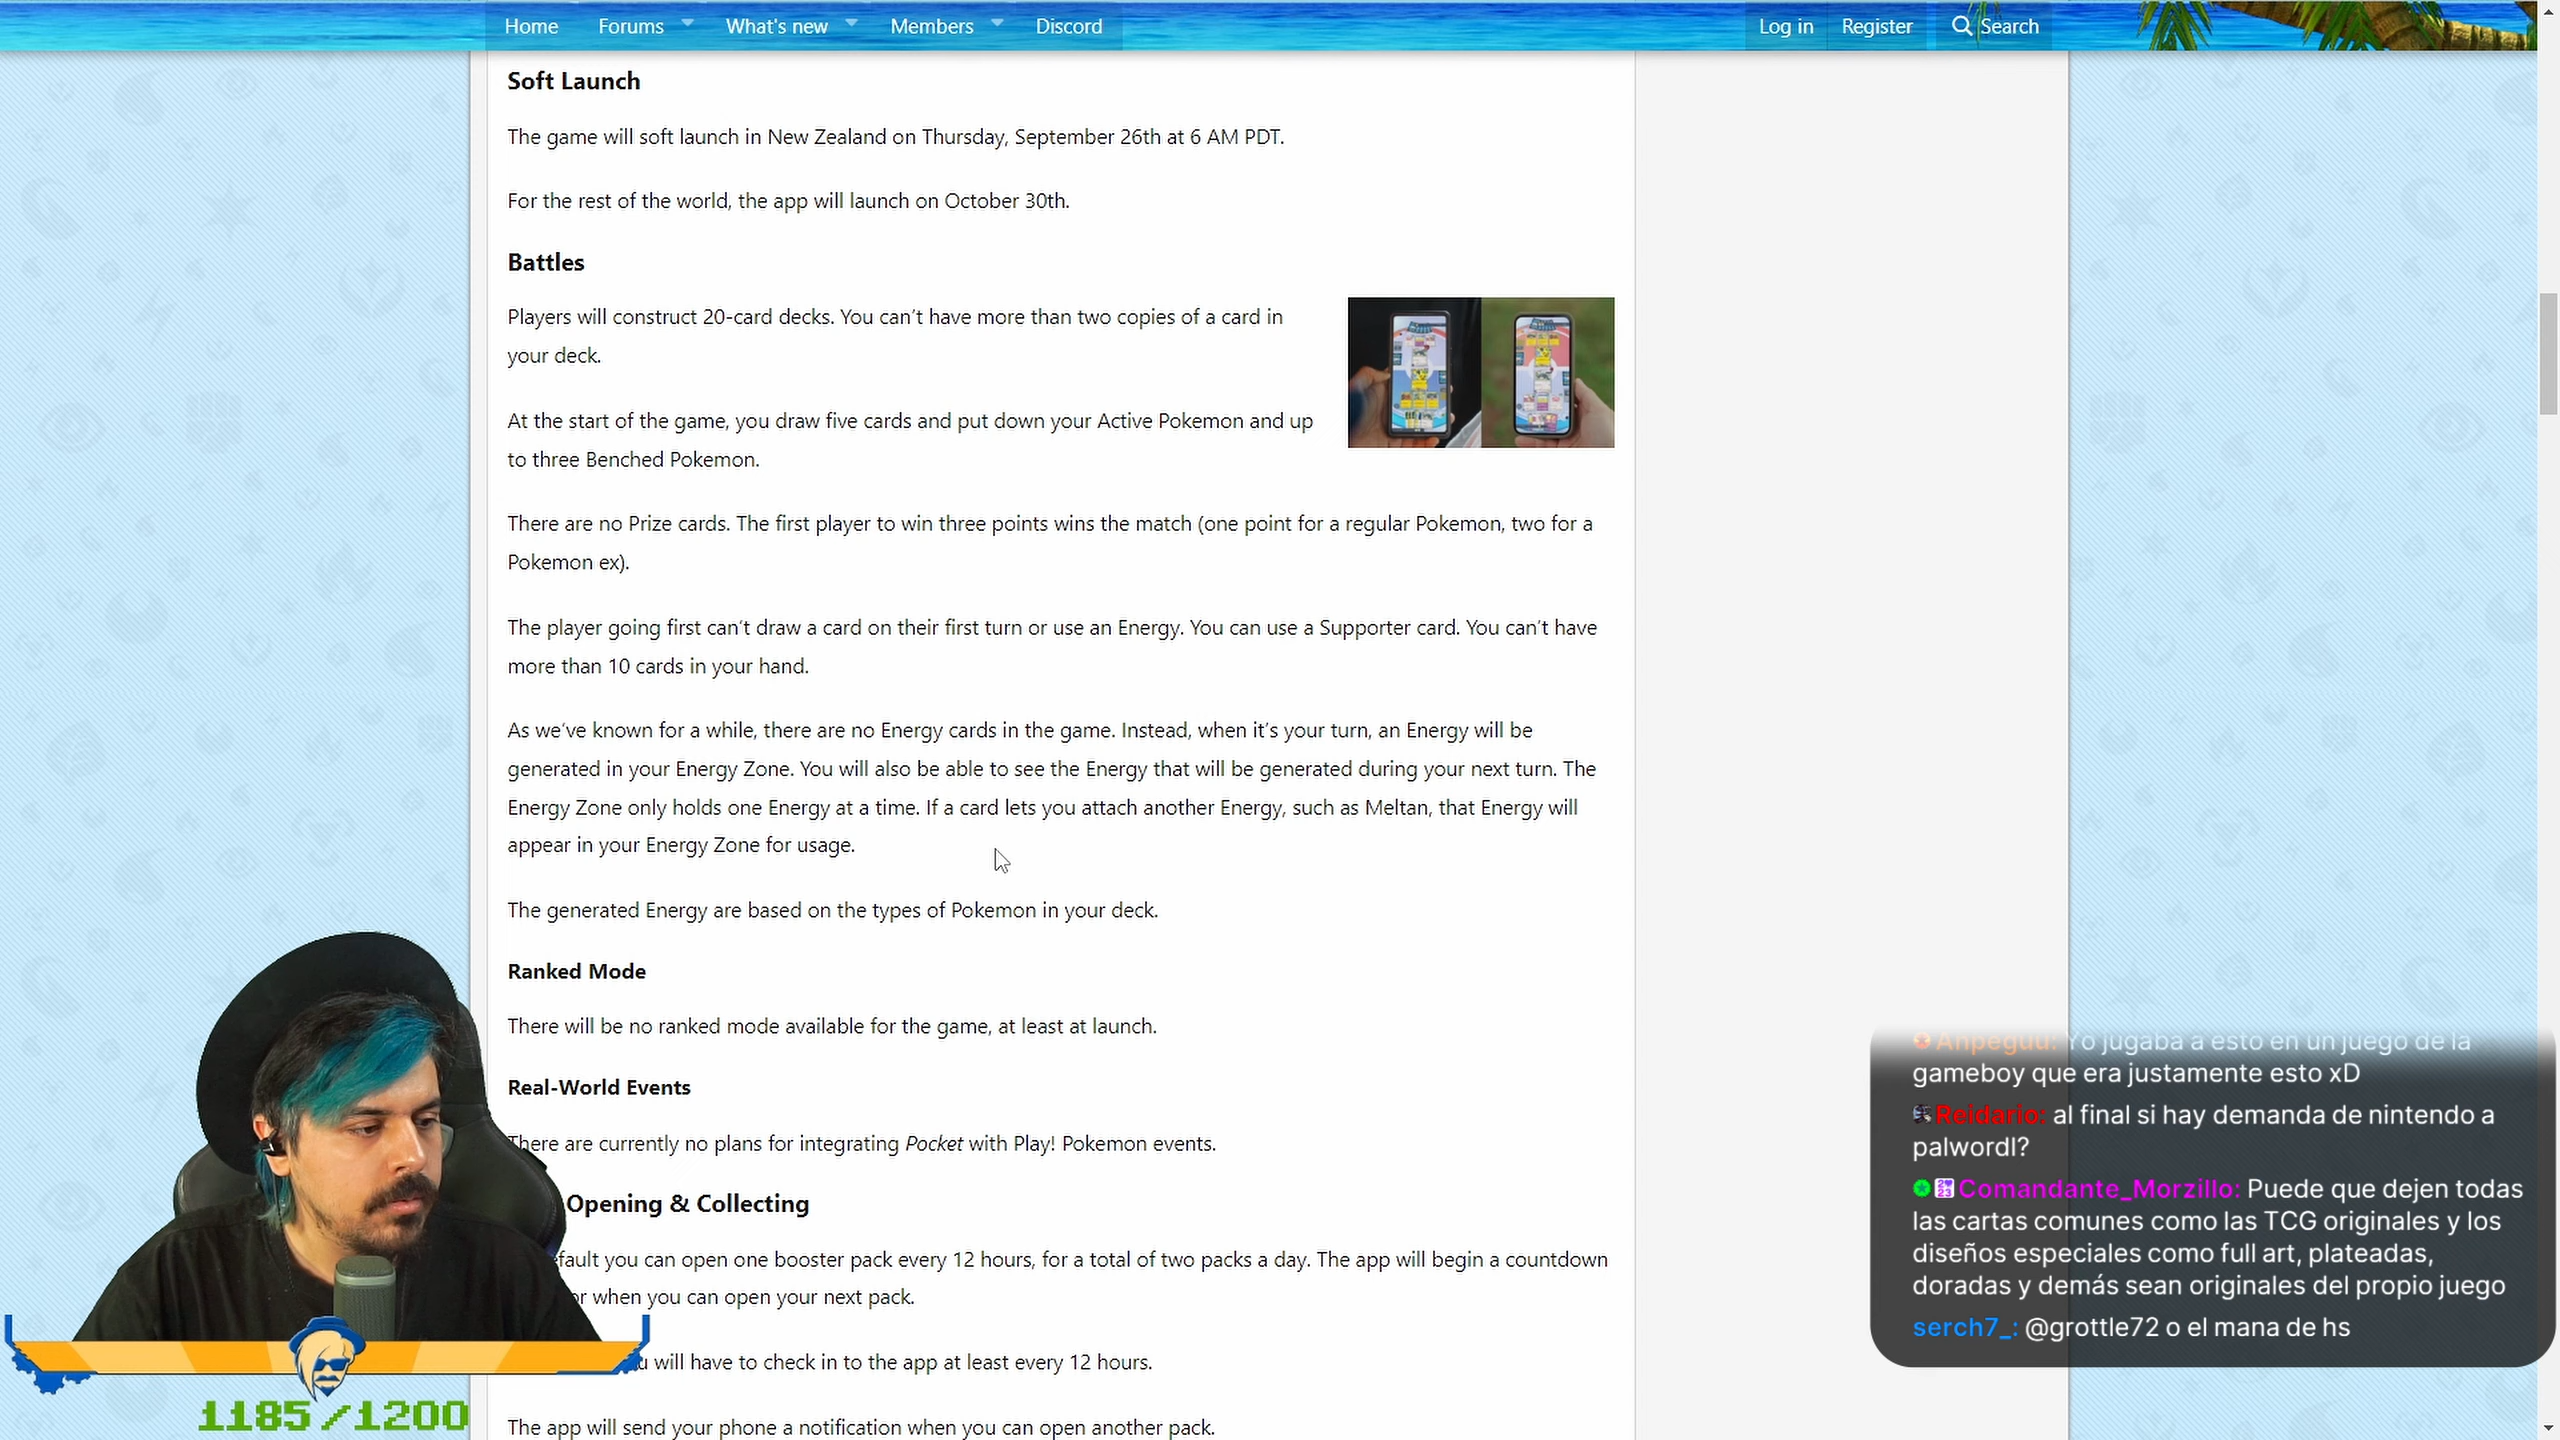 Home Forums What's new Members Discord Log in Register Search
Soft Launch
The game will soft launch in New Zealand on Thursday, September 26th at 6 AM PDT.
For the rest of the world, the app will launch on October 30th.
Battles
Players will construct 20-card decks. You can't have more than two copies of a card in
your deck.
At the start of the game, you draw five cards and put down your Active Pokemon and up
to three Benched Pokemon.
There are no Prize cards. The first player to win three points wins the match (one point for a regular Pokemon, two for a
Pokemon ex).
The player going first can't draw a card on their first turn or use an Energy. You can use a Supporter card. You can't have
more than 10 cards in your hand.
As we've known for a while, there are no Energy cards in the game. Instead, when it's your turn, an Energy will be
generated in your Energy Zone. You will also be able to see the Energy that will be generated during your next turn. The
Energy Zone only holds one Energy at a time. If a card lets you attach another Energy, such as Meltan, that Energy will
appear in your Energy Zone for usage.
The generated Energy are based on the types of Pokemon in your deck.
Ranked Mode
There will be no ranked mode available for the game, at least at launch.
Real-World Events
There are currently no plans for integrating Pocket with Play! Pokemon events.
Opening & Collecting
you can open one booster pack every 12 hours, for a total of two packs a day. The app will begin a countdown
when you can open your next pack.
will have to check in to the app at least every 12 hours.
The app will send your phone a notification when you can open another pack.
1185/1200
Anpeguu: Yo jugaba a esto en un juego de la
gameboy que era justamente esto xD
Reidario: al final si hay demanda de nintendo a
palwordl?
Comandante_Morzillo: Puede que dejen todas
las cartas comunes como las TCG originales y los
diseños especiales como full art, plateadas,
doradas y demás sean originales del propio juego
serch7_: @grottle72 o el mana de hs